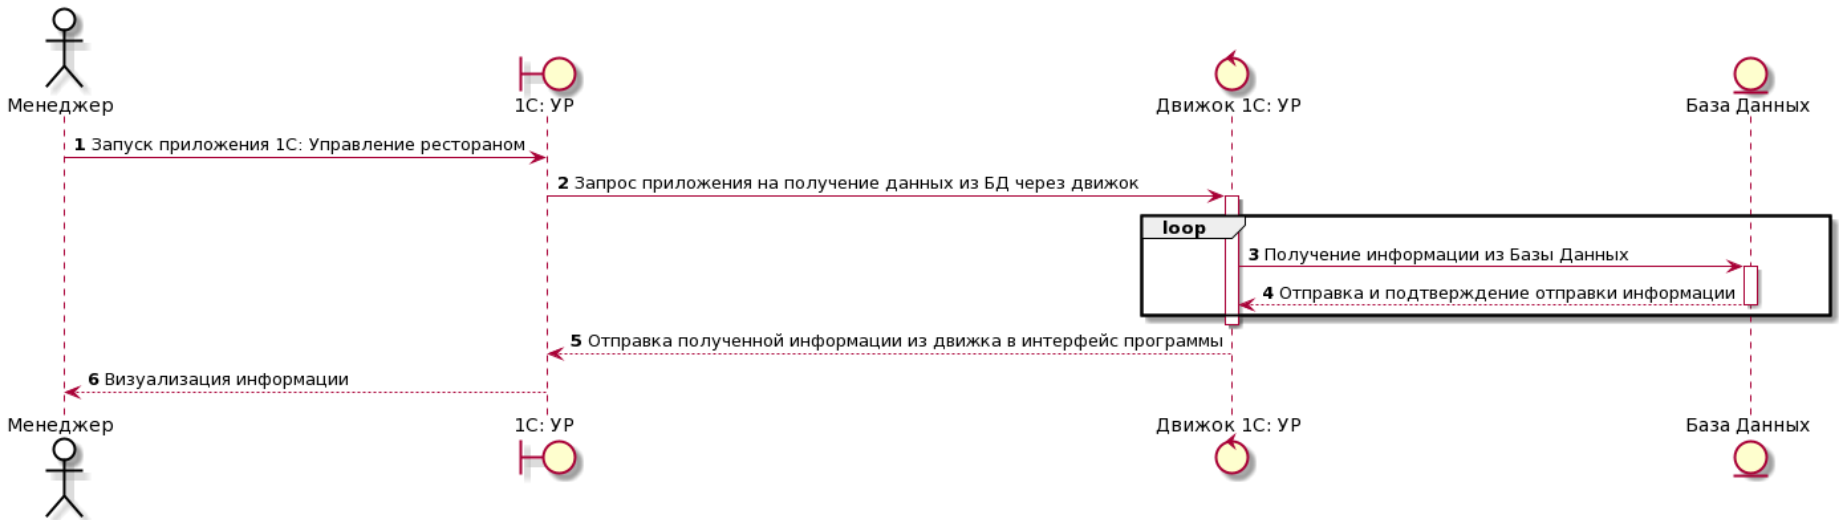 Менеджер 1С: УР Движок 1С: УР База Данных
1 Запуск приложения 1С: Управление рестораном
2 Запрос приложения на получение данных из БД через движок
loop
3 Получение информации из Базы Данных
4 Отправка и подтверждение отправки информации
5 Отправка полученной информации из движка в интерфейс программы
6 Визуализация информации
Менеджер 1С: УР Движок 1С: УР База Данных